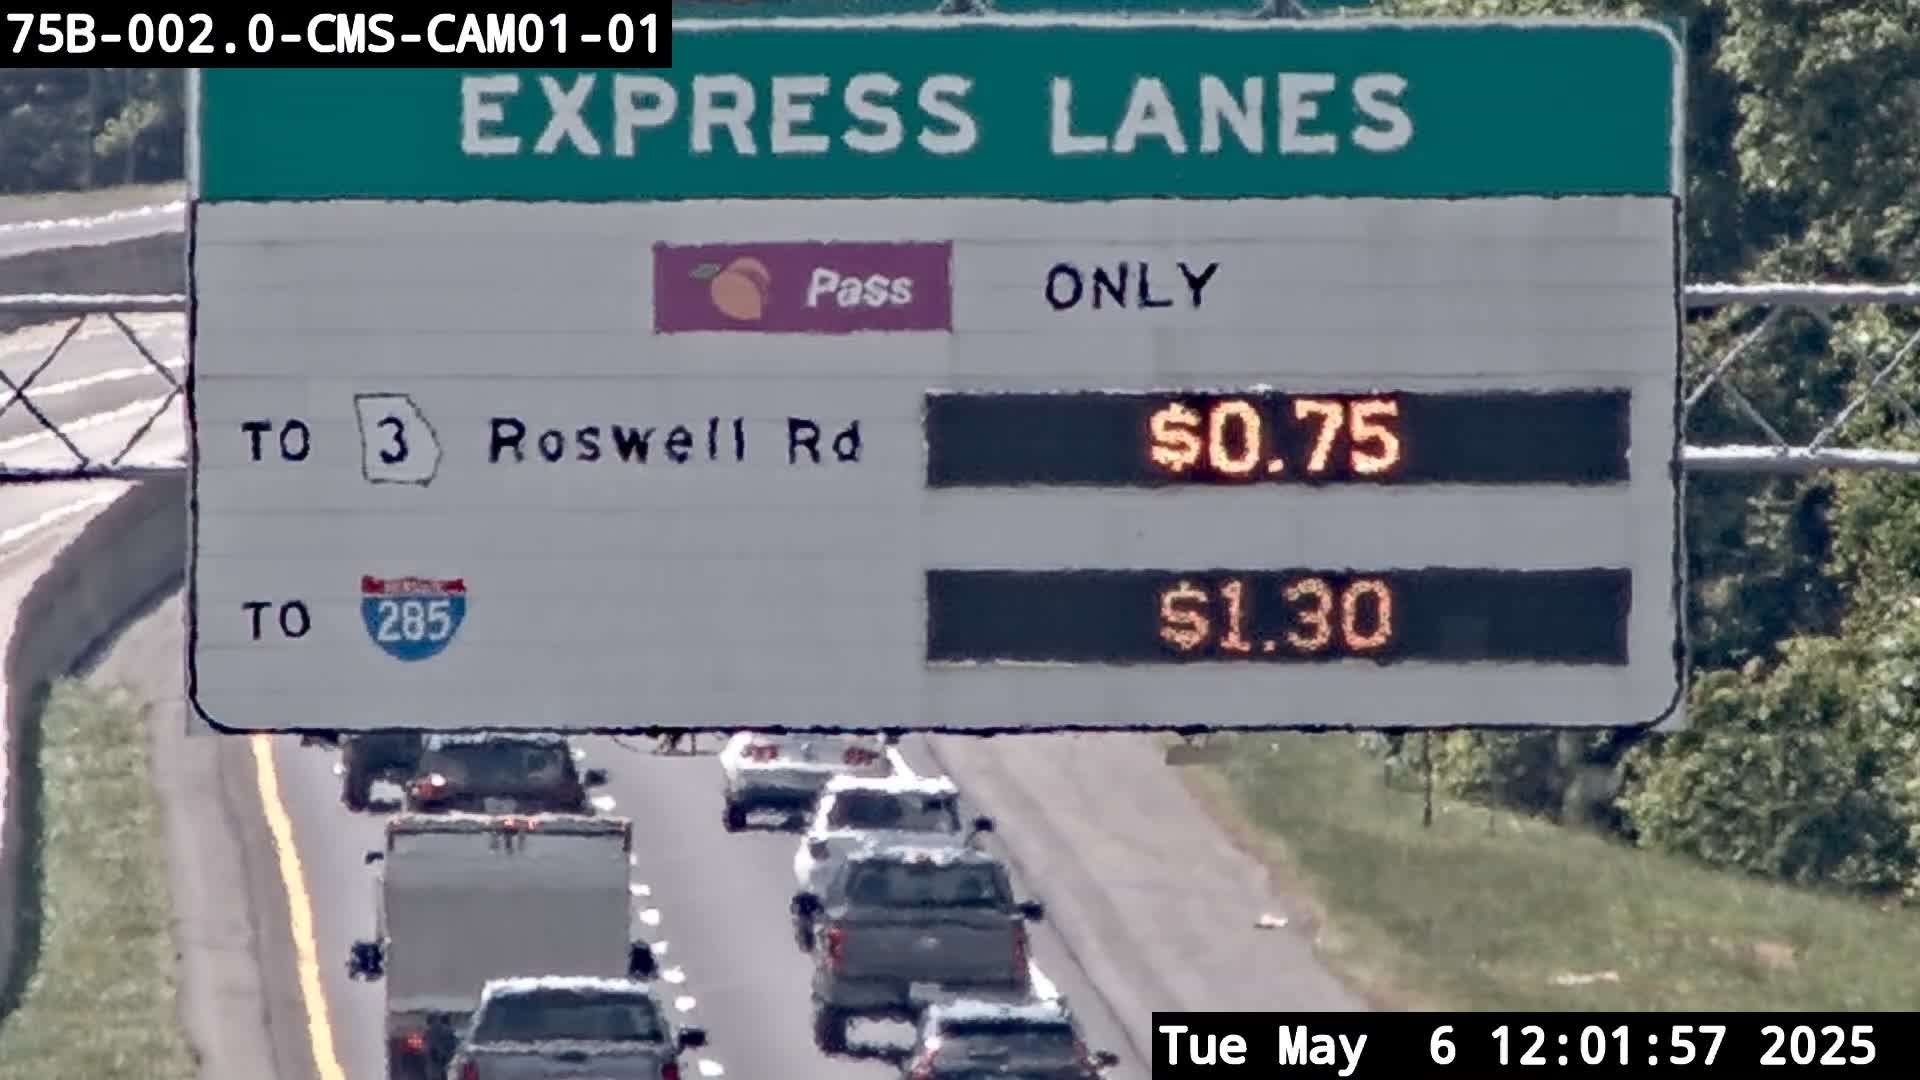 75B-002.0-CMS-CAM01-01
EXPRESS LANES
Pass ONLY
TO 3 Roswell Rd $0.75
TO 285 $1.30
Tue May 6 12:01:57 2025